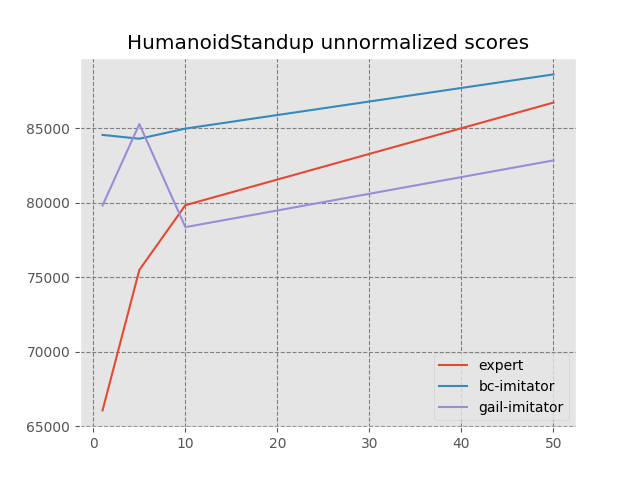 HumanoidStandup unnormalized scores
85000
80000
75000
70000
65000
0 10 20 30 40 50
expert
bc-imitator
gail-imitator